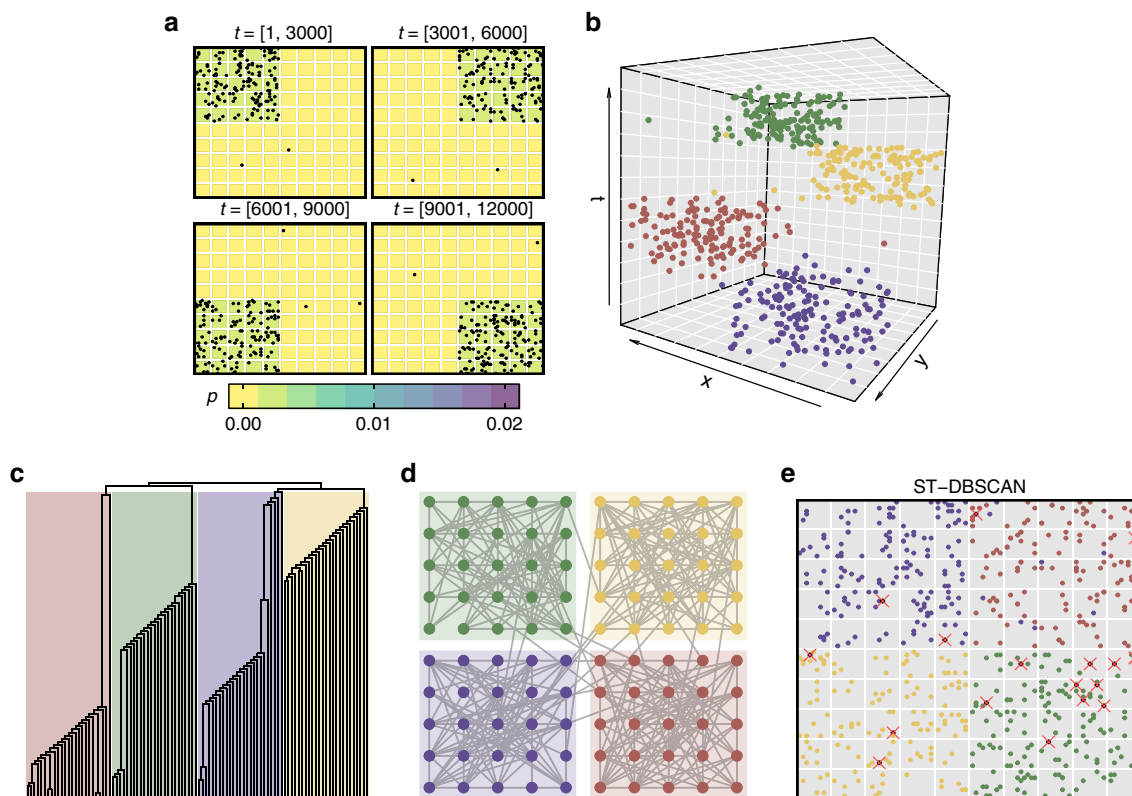 a
t = [1, 3000]
t = [3001, 6000]
t = [6001, 9000]
t = [9001, 12000]
p
0.00
0.01
0.02
b
t
x
y
c
d
e
ST−DBSCAN